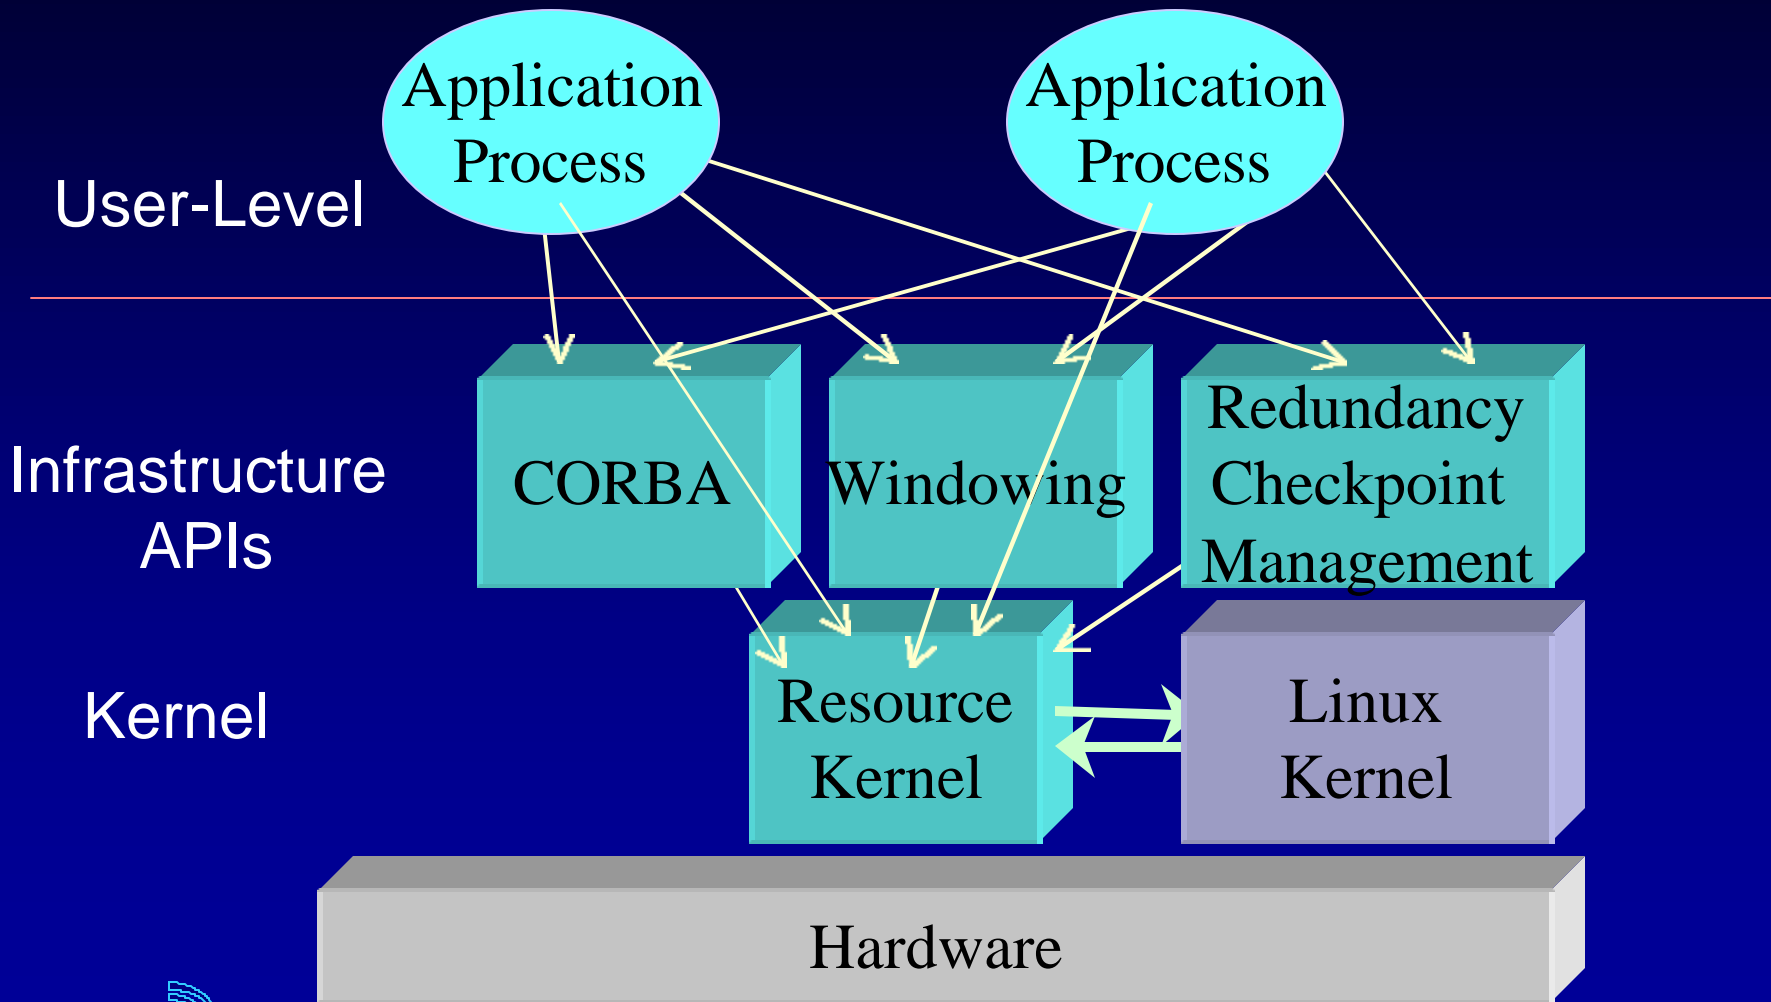 Application
Process
Application
Process
User-Level
Infrastructure
APIs
CORBA
Windowing
Redundancy
Checkpoint
Management
Kernel
Resource
Kernel
Linux
Kernel
Hardware